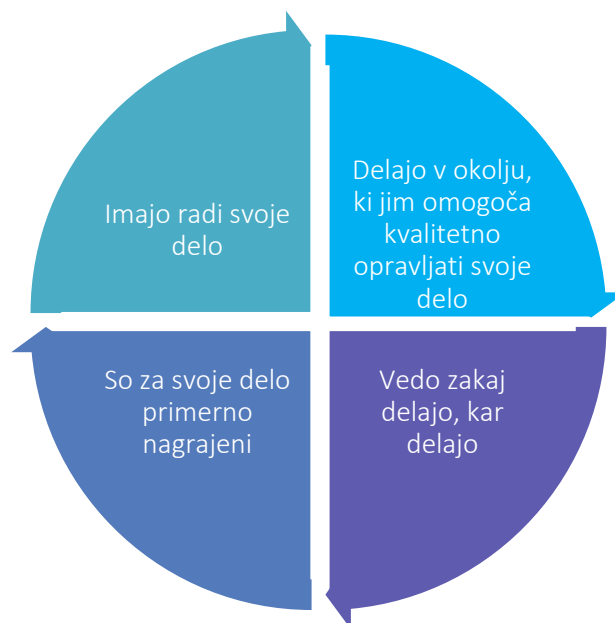 Imajo radi svoje
delo
Delajo v okolju,
ki jim omogoča
kvalitetno
opravljati svoje
delo
So za svoje delo
primerno
nagrajeni
Vedo zakaj
delajo, kar
delajo